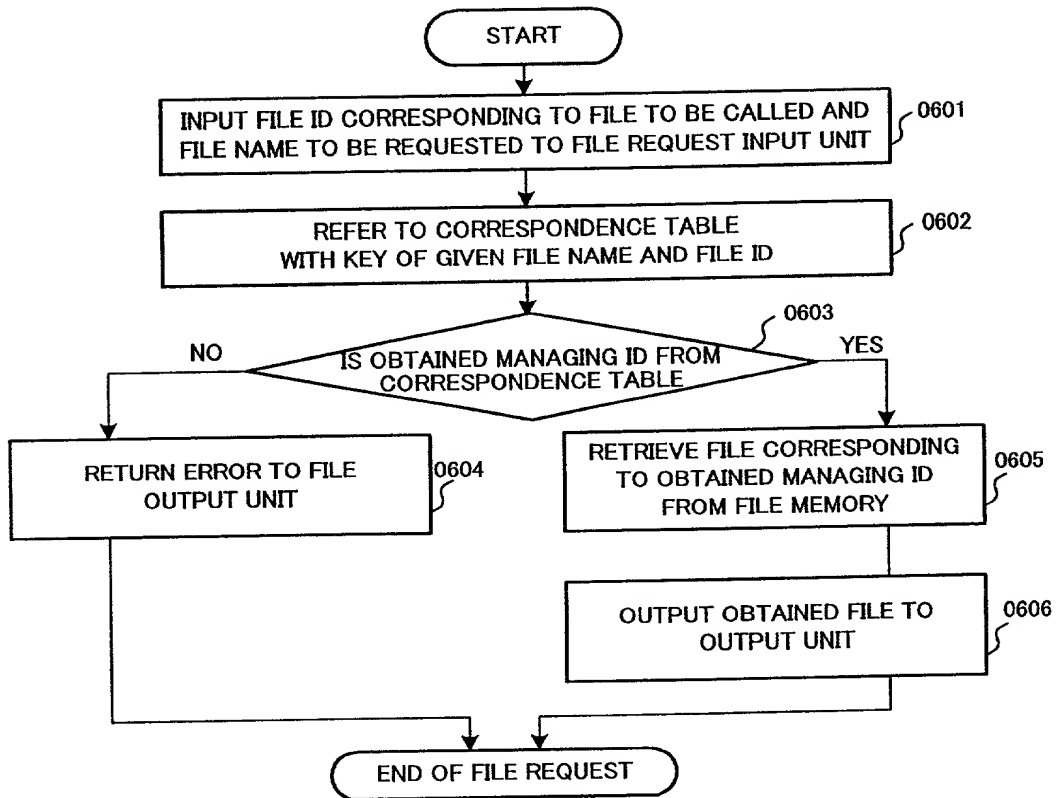 START
INPUT FILE ID CORRESPONDING TO FILE TO BE CALLED AND
FILE NAME TO BE REQUESTED TO FILE REQUEST INPUT UNIT
0601
REFER TO CORRESPONDENCE TABLE
WITH KEY OF GIVEN FILE NAME AND FILE ID
0602
0603
NO
IS OBTAINED MANAGING ID FROM
CORRESPONDENCE TABLE
YES
RETURN ERROR TO FILE
OUTPUT UNIT
0604
RETRIEVE FILE CORRESPONDING
TO OBTAINED MANAGING ID
FROM FILE MEMORY
0605
OUTPUT OBTAINED FILE TO
OUTPUT UNIT
0606
END OF FILE REQUEST